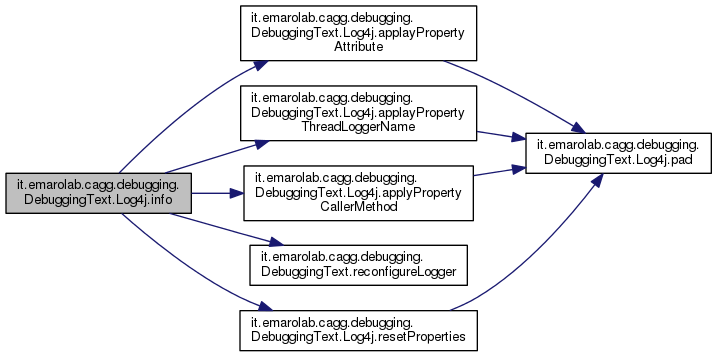 it.emarolab.cagg.debugging.
DebuggingText.Log4j.info
it.emarolab.cagg.debugging.
DebuggingText.Log4j.applayProperty
Attribute
it.emarolab.cagg.debugging.
DebuggingText.Log4j.applayProperty
ThreadLoggerName
it.emarolab.cagg.debugging.
DebuggingText.Log4j.applyProperty
CallerMethod
it.emarolab.cagg.debugging.
DebuggingText.reconfigureLogger
it.emarolab.cagg.debugging.
DebuggingText.Log4j.resetProperties
it.emarolab.cagg.debugging.
DebuggingText.Log4j.pad